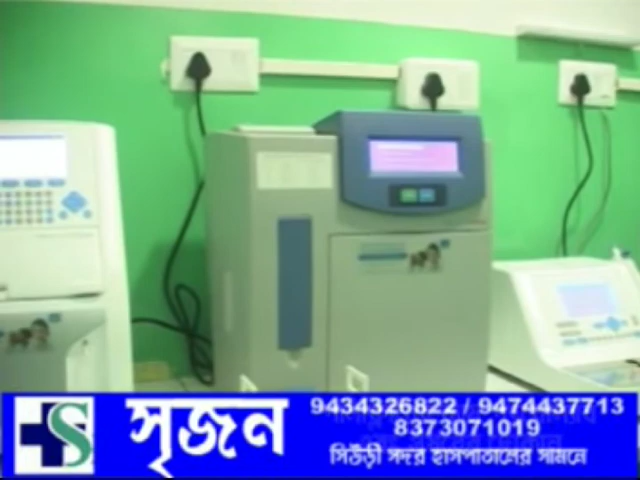 S
সৃজন
9434326822 / 9474437713
8373071019
সিউড়ী সদর হাসপাতালের সামনে